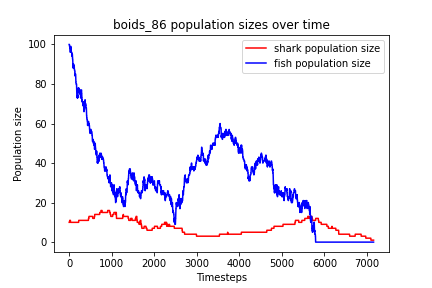 boids_86 population sizes over time
shark population size
fish population size
Population size
100
80
60
40
20
0
0
1000
2000
3000
4000
5000
6000
7000
Timesteps